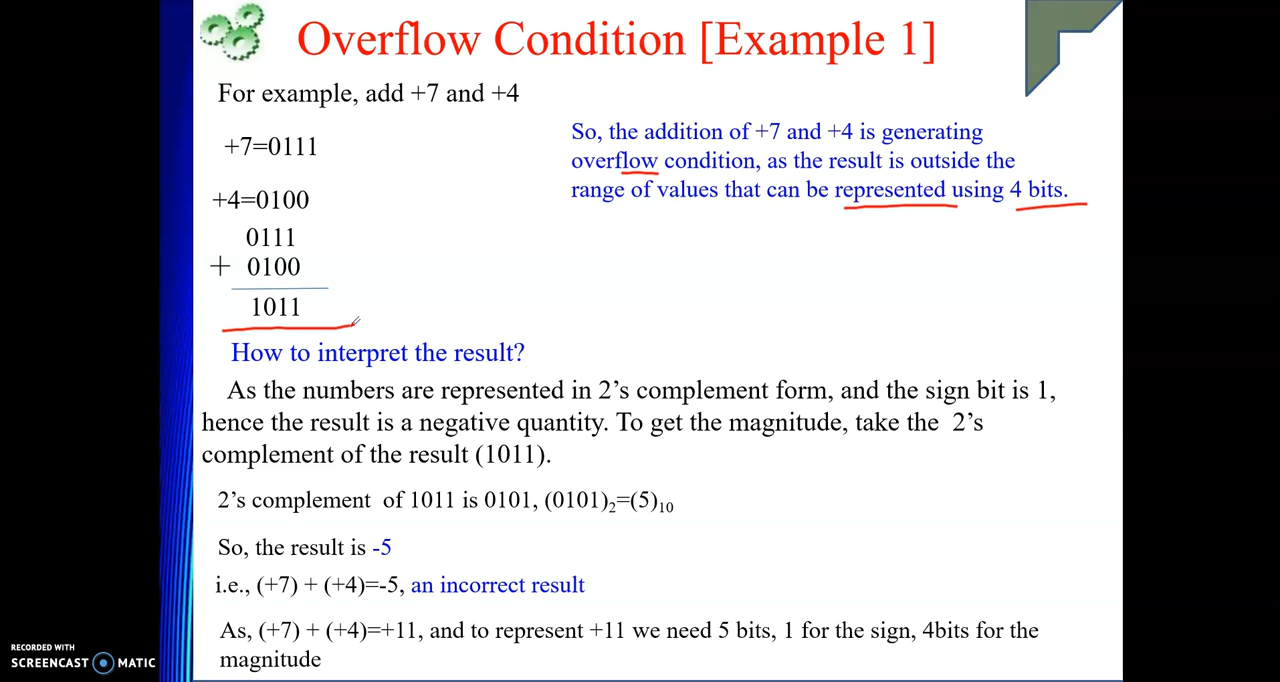 Overflow Condition [Example 1]
For example, add +7 and +4
+7=0111
+4=0100
0111
+ 0100
1011
So, the addition of +7 and +4 is generating
overflow condition, as the result is outside the
range of values that can be represented using 4 bits.
How to interpret the result?
As the numbers are represented in 2’s complement form, and the sign bit is 1,
hence the result is a negative quantity. To get the magnitude, take the 2’s
complement of the result (1011).
2’s complement of 1011 is 0101, (0101)₂=(5)₁₀
So, the result is -5
i.e., (+7) + (+4)=-5, an incorrect result
As, (+7) + (+4)=+11, and to represent +11 we need 5 bits, 1 for the sign, 4bits for the
magnitude
RECORDED WITH
SCREENCAST MATIC